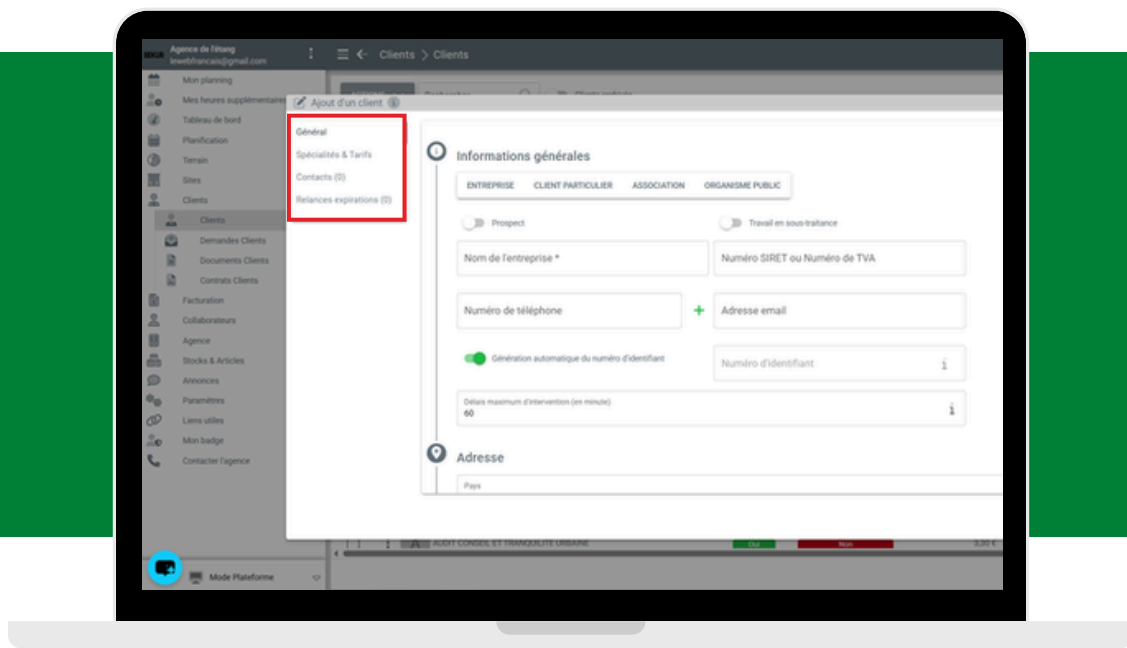 Agence de l'étang
lewebfrancais@gmail.com
Clients > Clients
Mon planning
Mes heures supplémentaires
Tableau de bord
Planification
Terrain
Sites
Clients
Clients
Demandes Clients
Documents Clients
Contrats Clients
Facturation
Collaborateurs
Agence
Stocks & Articles
Annonces
Paramètres
Liens utiles
Mon badge
Contacter l'agence
Mode Plateforme
Ajout d'un client
Général
Spécialités & Tarifs
Contacts (0)
Relances expirations (0)
Informations générales
ENTREPRISE CLIENT PARTICULIER ASSOCIATION ORGANISME PUBLIC
Prospect
Travail en sous-traitance
Nom de l'entreprise *
Numéro SIRET ou Numéro de TVA
Numéro de téléphone
Adresse email
Génération automatique du numéro d'identifiant
Numéro d'identifiant
Délais maximum d'intervention (en minute)
60
Adresse
Pays
AUDIT CONSEIL ET TRANQUILITE URBAINE
Oui
Non
3,30 €